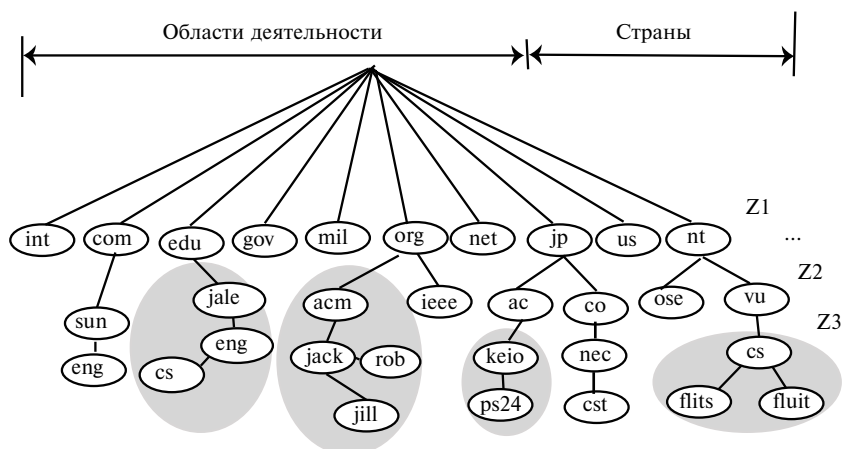 Области деятельности Страны
Z1
int com edu gov mil org net jp us nt ...
Z2
jale acm ieee ac co ose vu
sun Z3
eng jack rob keio nec cs
eng cs
ps24 cst flits fluit
jill